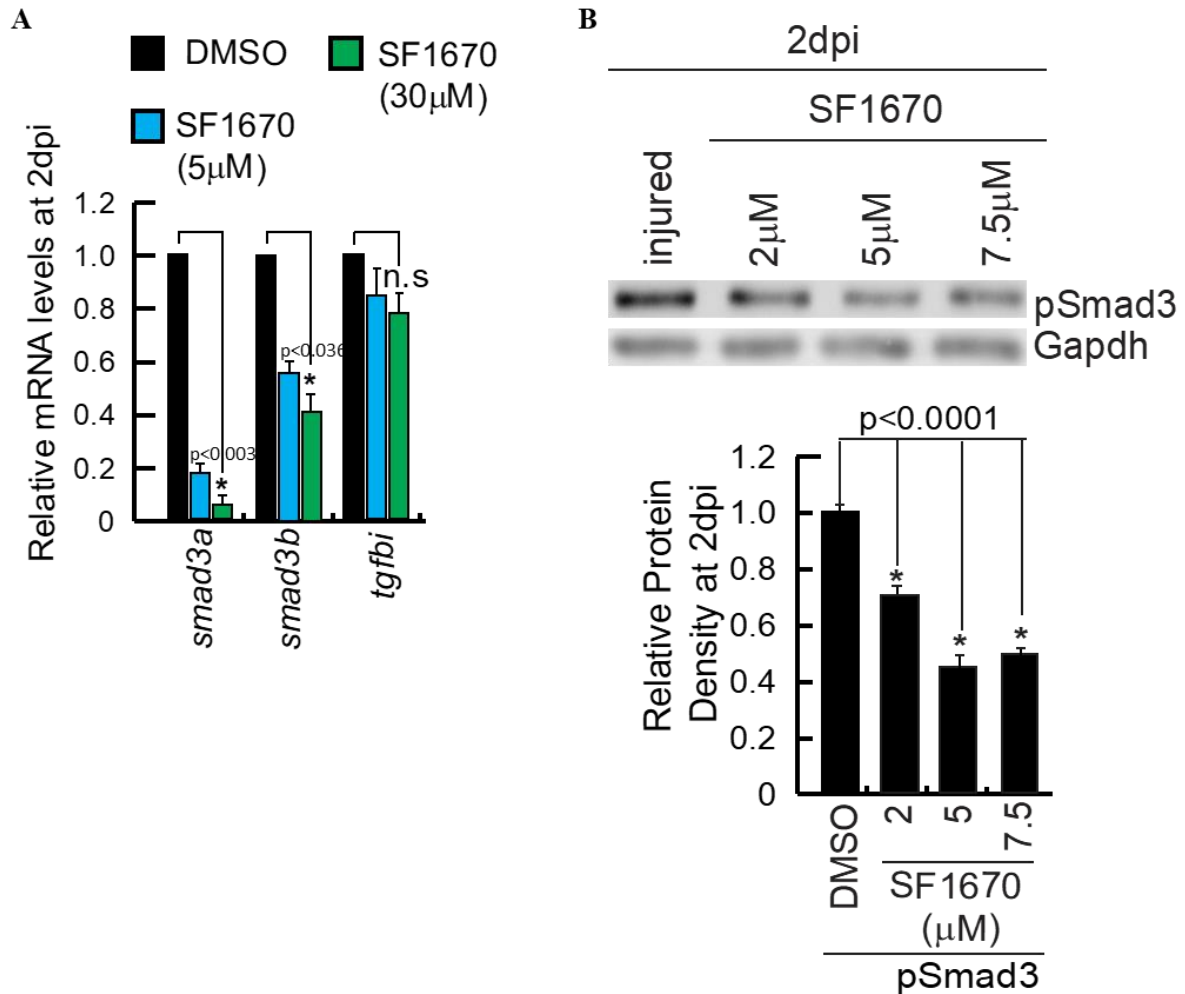 A
DMSO
SF1670
(30μM)
SF1670
(5μM)
Relative mRNA levels at 2dpi
1.2
1.0
0.8
0.6
0.4
0.2
0
p<0.003
*
p<0.036
*
n.s
smad3a
smad3b
tgfbi
B
2dpi
SF1670
injured
2μM
5μM
7.5μM
pSmad3
Gapdh
p<0.0001
Relative Protein
Density at 2dpi
1.2
1.0
0.8
0.6
0.4
0.2
0
*
*
*
DMSO
2
5
7.5
SF1670
(μM)
pSmad3